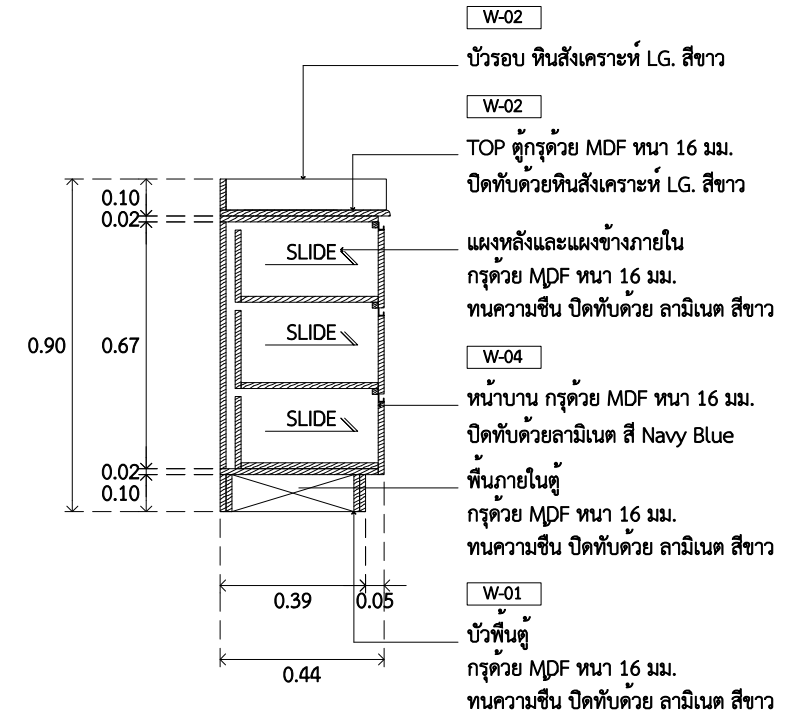 W-02
บัวรอบ หินสังเคราะห์ LG. สีขาว
W-02
TOP ตู้กรุด้วย MDF หนา 16 มม.
ปิดทับด้วยหินสังเคราะห์ LG. สีขาว
แผงหลังและแผงข้างภายใน
กรุด้วย MDF หนา 16 มม.
ทนความชื้น ปิดทับด้วย ลามิเนต สีขาว
W-04
หน้าบาน กรุด้วย MDF หนา 16 มม.
ปิดทับด้วยลามิเนต สี Navy Blue
พื้นภายในตู้
กรุด้วย MDF หนา 16 มม.
ทนความชื้น ปิดทับด้วย ลามิเนต สีขาว
W-01
บัวพื้นตู้
กรุด้วย MDF หนา 16 มม.
ทนความชื้น ปิดทับด้วย ลามิเนต สีขาว
SLIDE
SLIDE
SLIDE
0.90
0.10
0.02
0.67
0.02
0.10
0.39
0.05
0.44